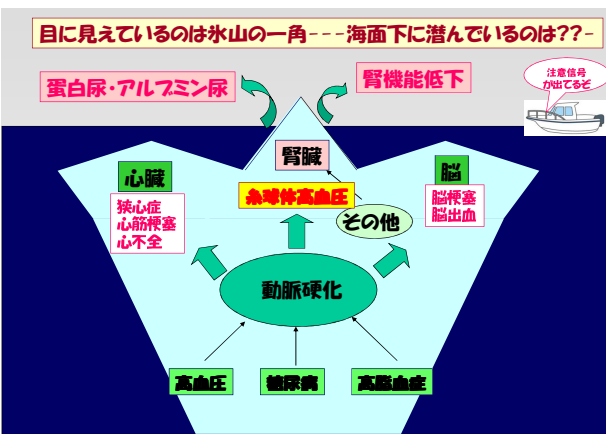 目に見えているのは氷山の一角---海面下に潜んでいるのは??-
蛋白尿・アルブミン尿
腎機能低下
注意信号
が出てるぞ
腎臓
心臓
脳
狭心症
心筋梗塞
心不全
糸球体高血圧
脳梗塞
脳出血
その他
動脈硬化
高血圧
糖尿病
高脂血症